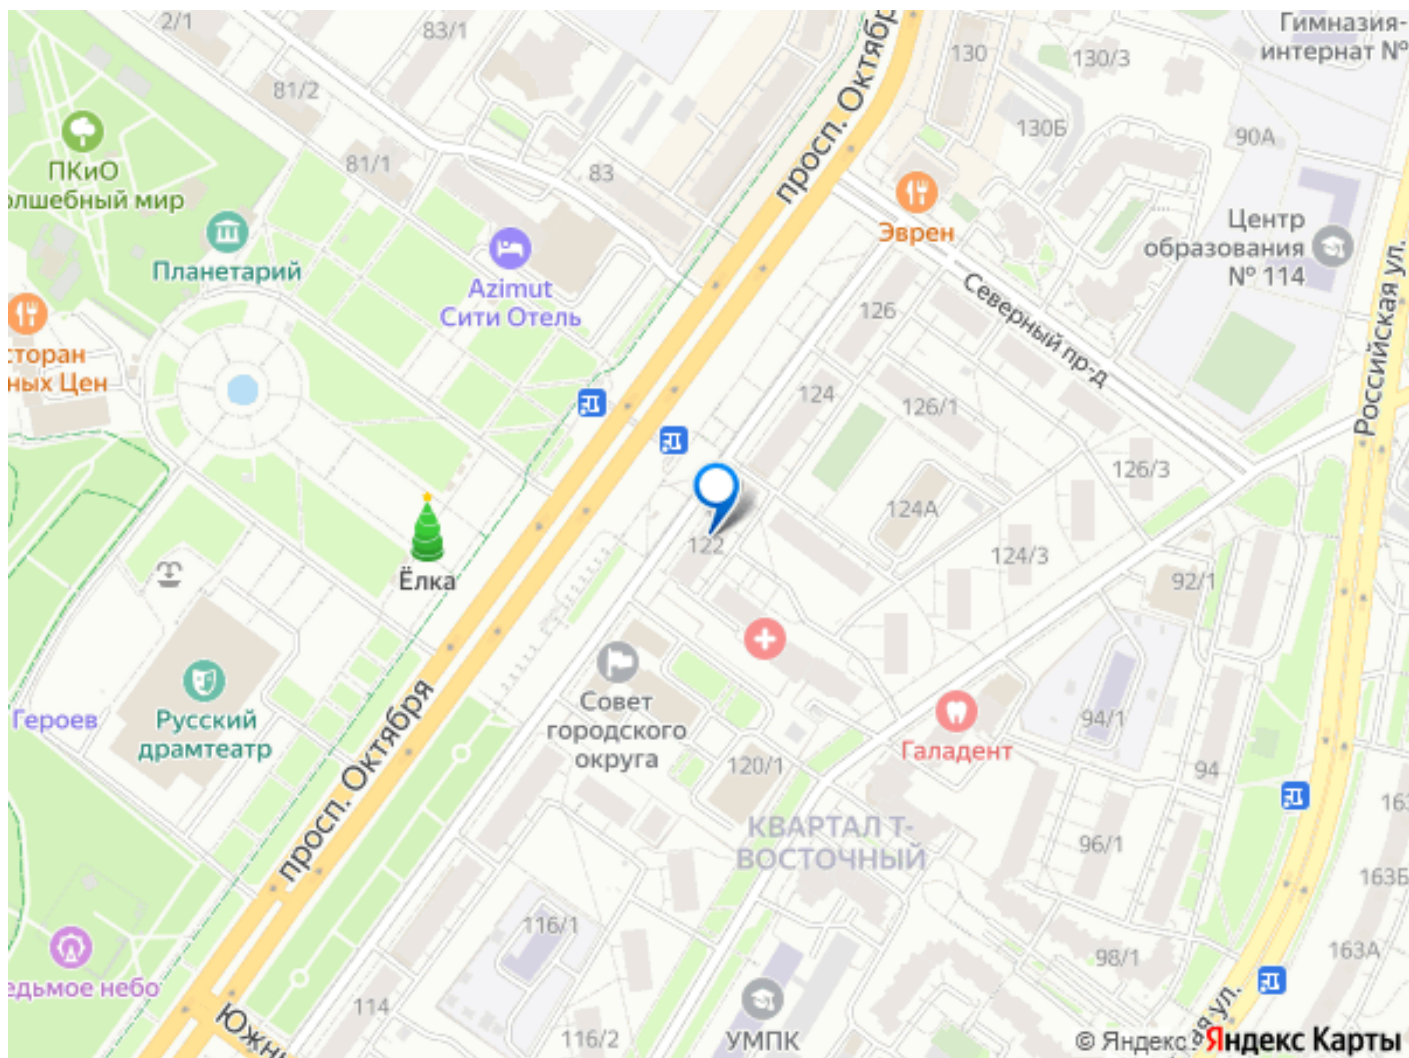 2/1
83/1
просп. Октябр
130
130/3
Гимназия-
интернат №
81/2
130Б
90А
ПКиО
олшебный мир
81/1
83
Эврен
Центр
образования
№ 114
Планетарий
Azimut
Сити Отель
126
Северный пр-д
Российская ул.
сторан
ных Цен
124
126/1
126/3
124А
122
124/3
92/1
Ёлка
Героев
Русский
драмтеатр
Совет
городского
округа
просп. Октября
94/1
Галадент
120/1
94
КВАРТАЛ Т-
ВОСТОЧНЫЙ
96/1
163Б
116/1
98/1
163А
едьмое небо
114
Южн
116/2
УМПК
ая ул.
© Яндекс
Яндекс Карты